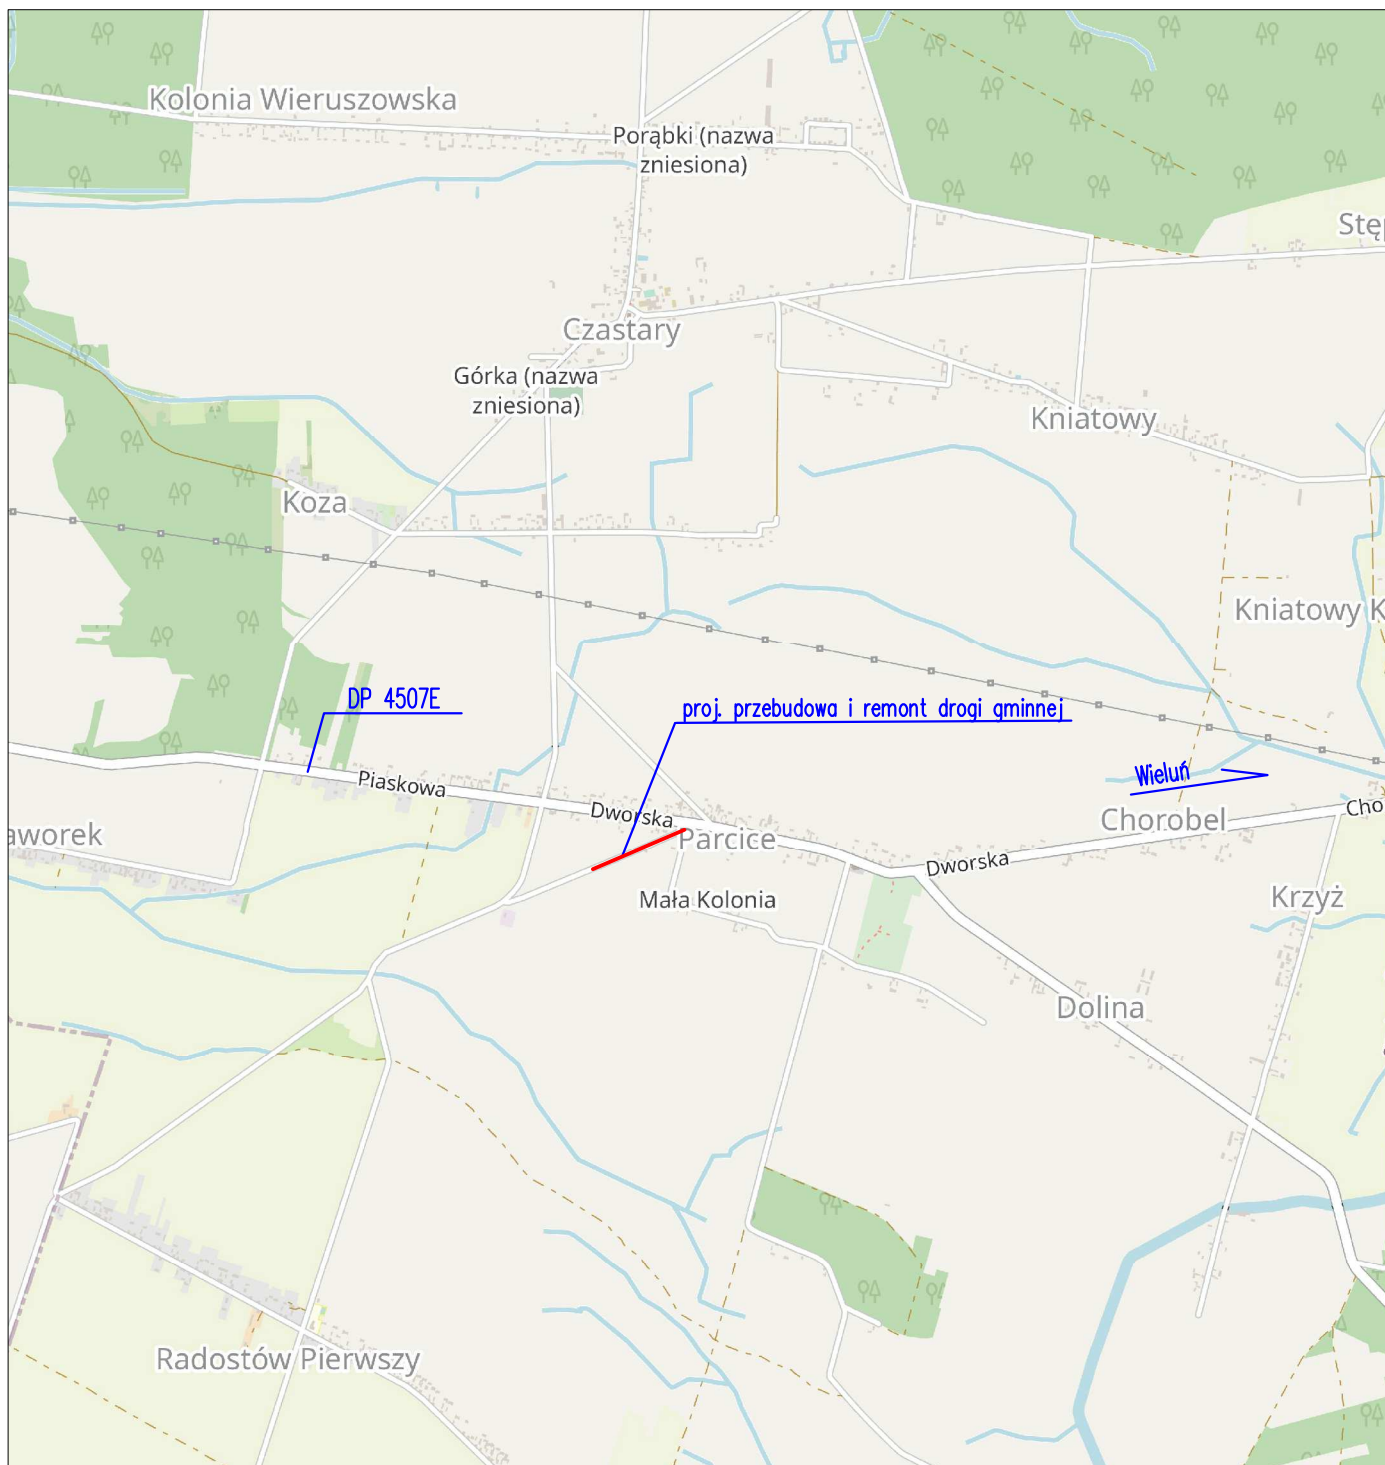 Kolonia Wieruszowska
Porąbki (nazwa
zniesiona)
Stęp
Czastary
Górka (nazwa
zniesiona)
Kniatowy
Koza
Kniatowy K
DP 4507E
proj. przebudowa i remont drogi gminnej
Wieluń
Piaskowa
Dworska
Cho
Chorobel
aworek
Parcice
Dworska
Mała Kolonia
Krzyż
Dolina
Radostów Pierwszy